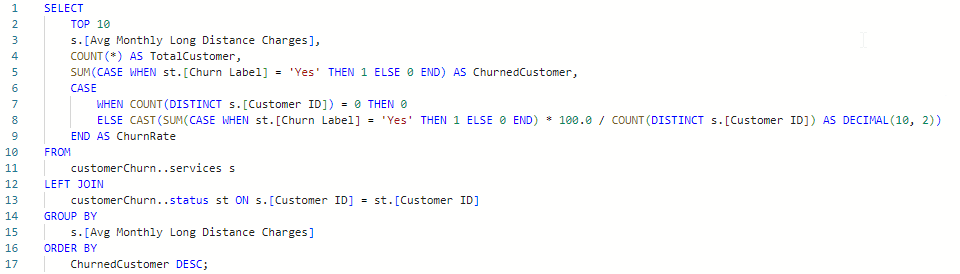 1 SELECT
2 TOP 10
3 s.[Avg Monthly Long Distance Charges],
4 COUNT(*) AS TotalCustomer,
5 SUM(CASE WHEN st.[Churn Label] = 'Yes' THEN 1 ELSE 0 END) AS ChurnedCustomer,
6 CASE
7 WHEN COUNT(DISTINCT s.[Customer ID]) = 0 THEN 0
8 ELSE CAST(SUM(CASE WHEN st.[Churn Label] = 'Yes' THEN 1 ELSE 0 END) * 100.0 / COUNT(DISTINCT s.[Customer ID]) AS DECIMAL(10, 2))
9 END AS ChurnRate
10 FROM
11 customerChurn..services s
12 LEFT JOIN
13 customerChurn..status st ON s.[Customer ID] = st.[Customer ID]
14 GROUP BY
15 s.[Avg Monthly Long Distance Charges]
16 ORDER BY
17 ChurnedCustomer DESC;